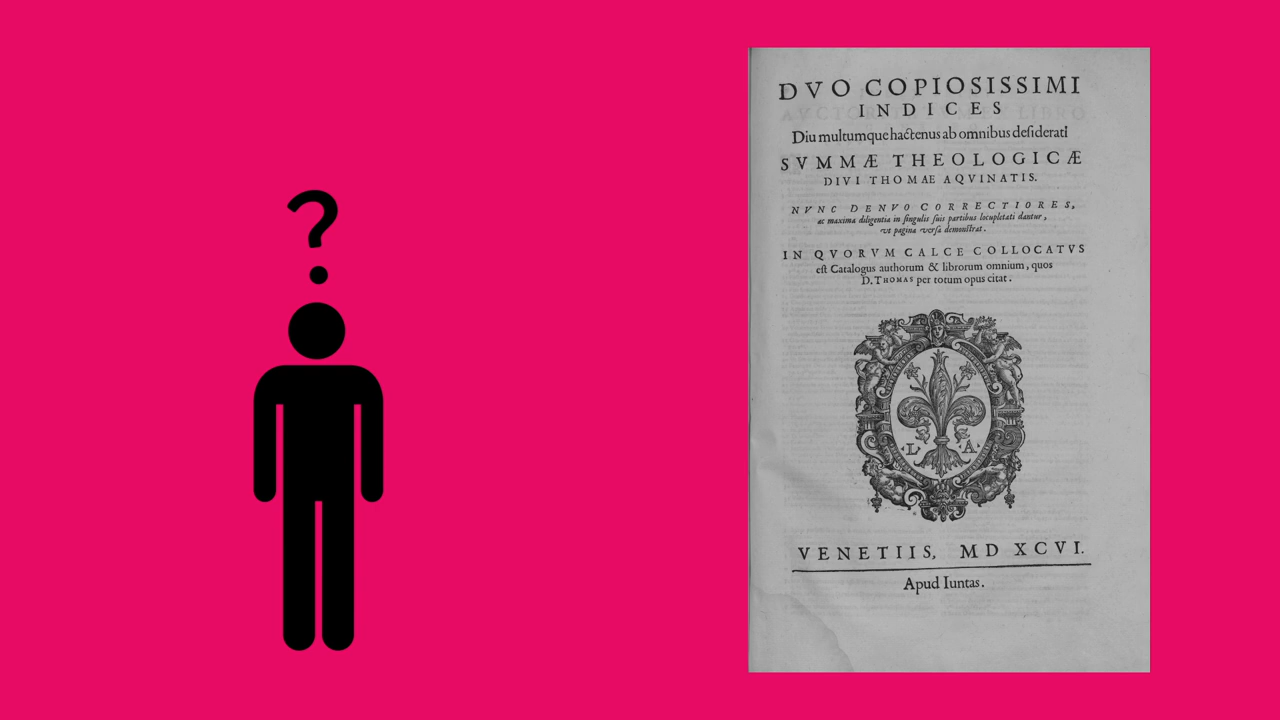 ?
DVO COPIOSISSIMI
INDICES
Diu multumque hactenus ab omnibus desiderati
SVMMÆ THEOLOGICÆ
DIVI THOMAE AQVINATIS.
NVNC DENVO CORRECTIORES,
ac maxima diligentia in singulis suis partibus locupletati dantur,
vt pagina versa demonstrat.
IN QVORVM CALCE COLLOCATVS
est Catalogus authorum & librorum omnium, quos
D. THOMAS per totum opus citat.
L A
VENETIIS, MD XCVI.
Apud Iuntas.